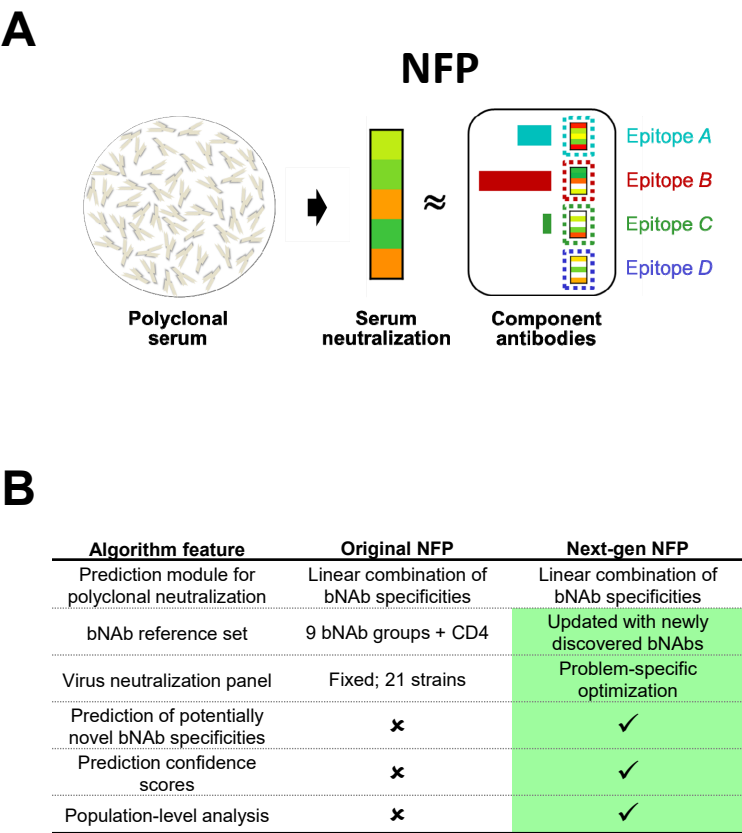 A
NFP
≈
Epitope A
Epitope B
Epitope C
Epitope D
Polyclonal
serum
Serum
neutralization
Component
antibodies
B
Algorithm feature Original NFP Next-gen NFP
Prediction module for
polyclonal neutralization
Linear combination of
bNAb specificities
Linear combination of
bNAb specificities
bNAb reference set
9 bNAb groups + CD4
Updated with newly
discovered bNAbs
Virus neutralization panel
Fixed; 21 strains
Problem-specific
optimization
Prediction of potentially
novel bNAb specificities
✘ ✓
Prediction confidence
scores
✘ ✓
Population-level analysis ✘ ✓